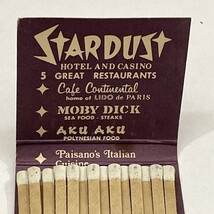 STARDUST
HOTEL AND CASINO
5 GREAT RESTAURANTS
Cafe Continental
home of LIDO de PARIS
MOBY DICK
SEA FOOD - STEAKS
AKU AKU
POLYNESIAN FOOD
Paisano's Italian
Cuisine